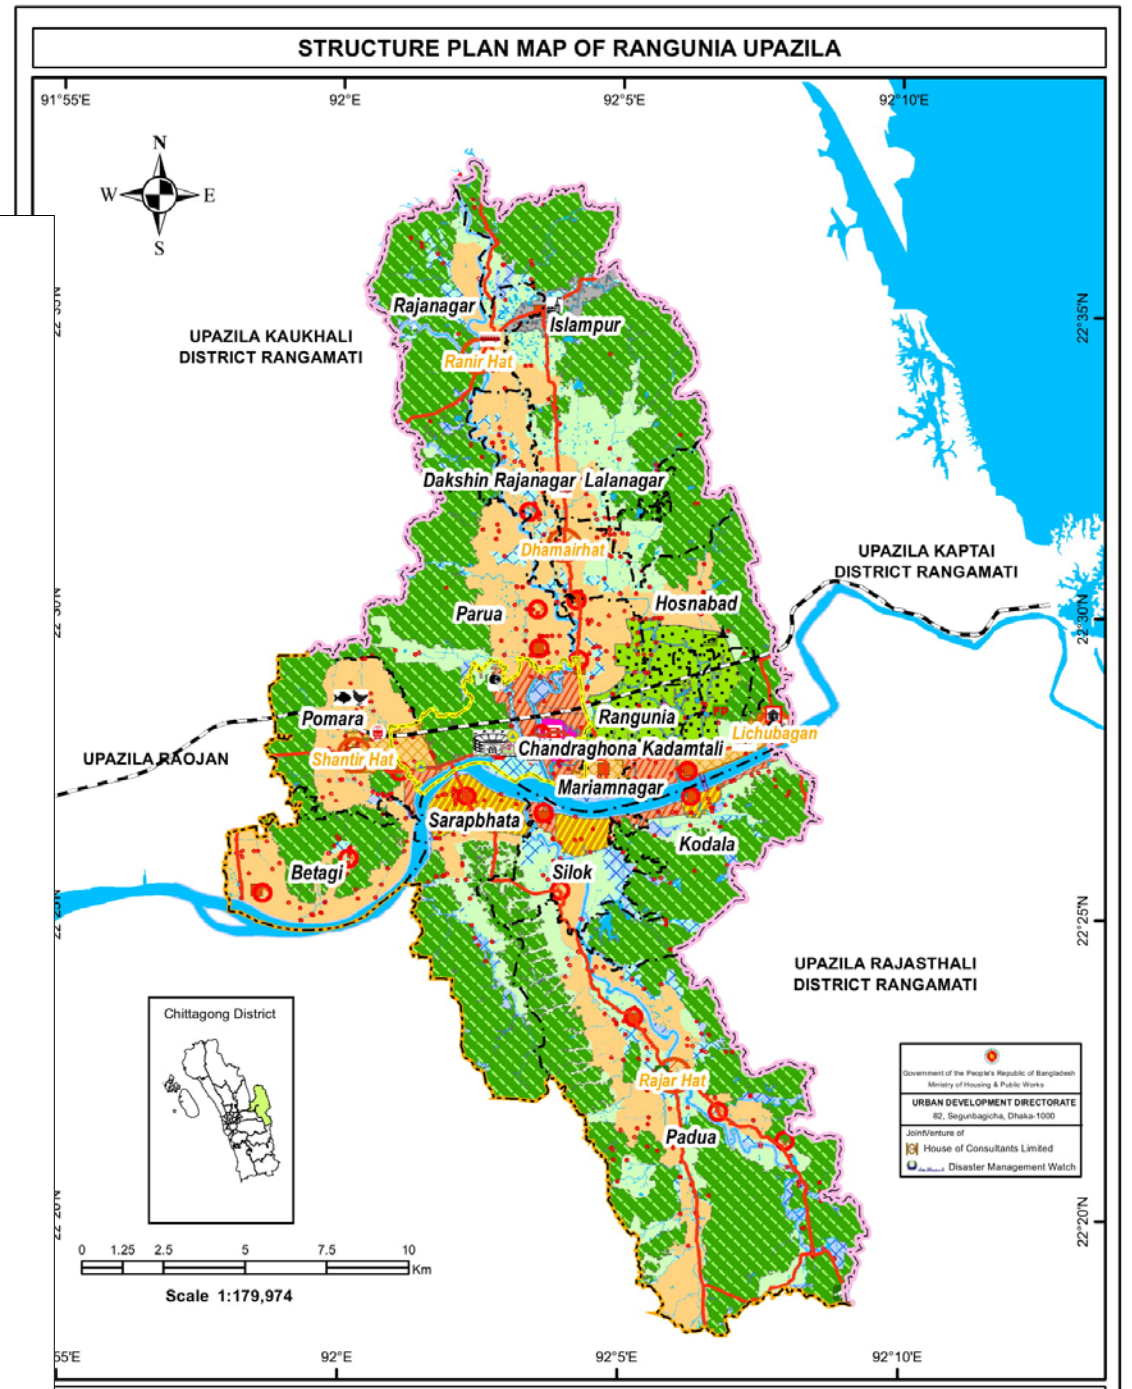 STRUCTURE PLAN MAP OF RANGUNIA UPAZILA
91°55'E
92°E
92°5'E
92°10'E
N
W
E
S
Rajanagar
Islampur
22°35'N
UPAZILA KAUKHALI
DISTRICT RANGAMATI
Ranir Hat
Dakshin Rajanagar
Lalanagar
Dhamairhat
UPAZILA KAPTAI
DISTRICT RANGAMATI
Parua
Hosnabad
22°30'N
Pomara
Rangunia
FP
Lichubagan
UPAZILA RAOJAN
Shantir Hat
Chandraghona Kadamtali
Mariamnagar
Sarapbhata
Kodala
Betagi
Silok
22°25'N
UPAZILA RAJASTHALI
DISTRICT RANGAMATI
Chittagong District
Rajar Hat
Padua
Government of the People's Republic of Bangladesh
Ministry of Housing & Public Works
URBAN DEVELOPMENT DIRECTORATE
82, Segunbagicha, Dhaka-1000
JointVenture of
House of Consultants Limited
Disaster Management Watch
22°20'N
0 1.25 2.5 5 7.5 10
Km
Scale 1:179,974
55'E
92°E
92°5'E
92°10'E